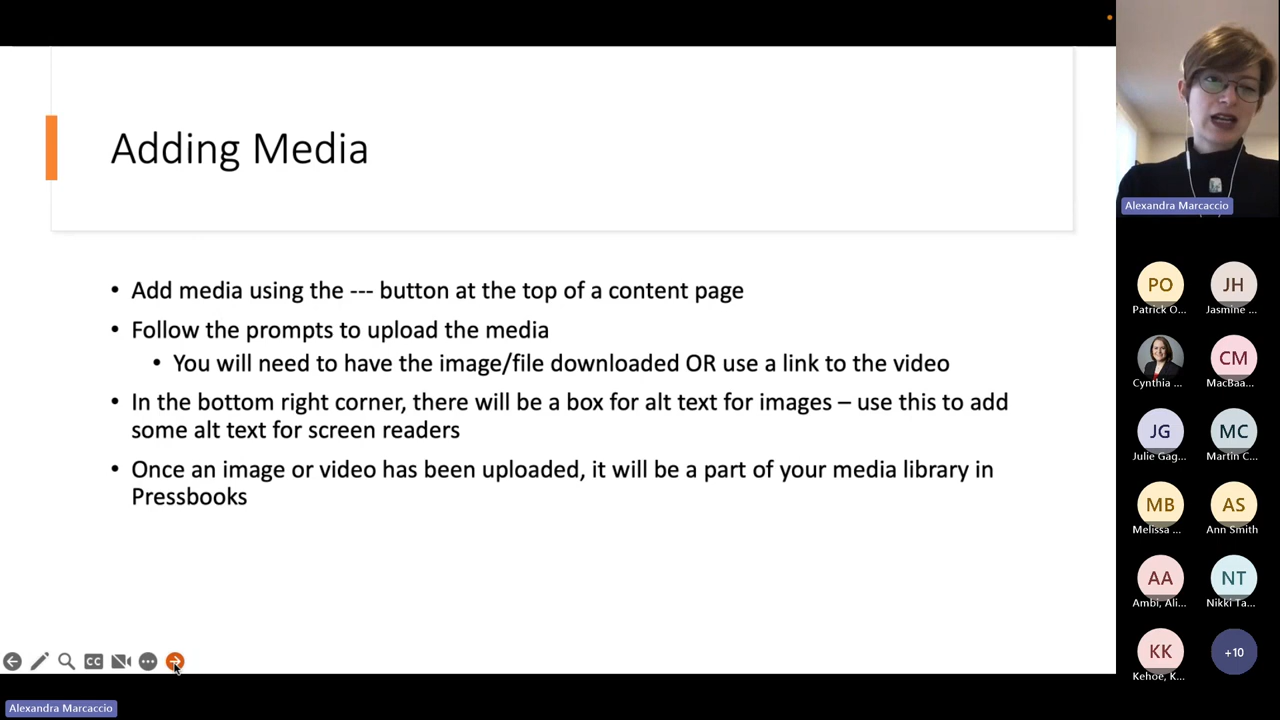 Adding Media
• Add media using the --- button at the top of a content page
• Follow the prompts to upload the media
• You will need to have the image/file downloaded OR use a link to the video
• In the bottom right corner, there will be a box for alt text for images – use this to add
some alt text for screen readers
• Once an image or video has been uploaded, it will be a part of your media library in
Pressbooks
CC
Alexandra Marcaccio
Alexandra Marcaccio
PO
JH
Patrick O...
Jasmine ...
Cynthia ...
CM
MacBaa...
JG
MC
Julie Gag...
Martin C...
MB
AS
Melissa ...
Ann Smith
AA
NT
Ambi, Ali...
Nikki Ta...
KK
+10
Kehoe, K...